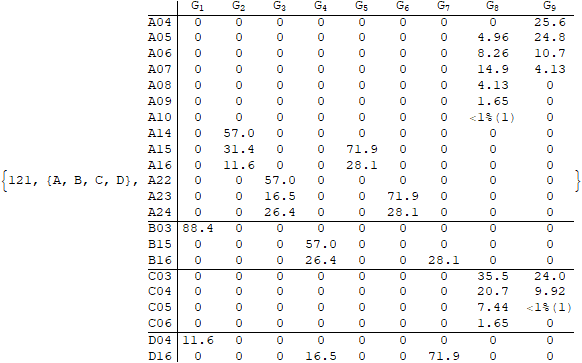 G₁ G₂ G₃ G₄ G₅ G₆ G₇ G₈ G₉
A04 0 0 0 0 0 0 0 0 25.6
A05 0 0 0 0 0 0 0 4.96 24.8
A06 0 0 0 0 0 0 0 8.26 10.7
A07 0 0 0 0 0 0 0 14.9 4.13
A08 0 0 0 0 0 0 0 4.13 0
A09 0 0 0 0 0 0 0 1.65 0
A10 0 0 0 0 0 0 0 <1%(1) 0
A14 0 57.0 0 0 0 0 0 0 0
A15 0 31.4 0 0 71.9 0 0 0 0
A16 0 11.6 0 0 28.1 0 0 0 0
{121, {A, B, C, D}, A22 0 0 57.0 0 0 0 0 0 0 }
A23 0 0 16.5 0 0 71.9 0 0 0
A24 0 0 26.4 0 0 28.1 0 0 0
B03 88.4 0 0 0 0 0 0 0 0
B15 0 0 0 57.0 0 0 0 0 0
B16 0 0 0 26.4 0 0 28.1 0 0
C03 0 0 0 0 0 0 0 35.5 24.0
C04 0 0 0 0 0 0 0 20.7 9.92
C05 0 0 0 0 0 0 0 7.44 <1%(1)
C06 0 0 0 0 0 0 0 1.65 0
D04 11.6 0 0 0 0 0 0 0 0
D16 0 0 0 16.5 0 0 71.9 0 0